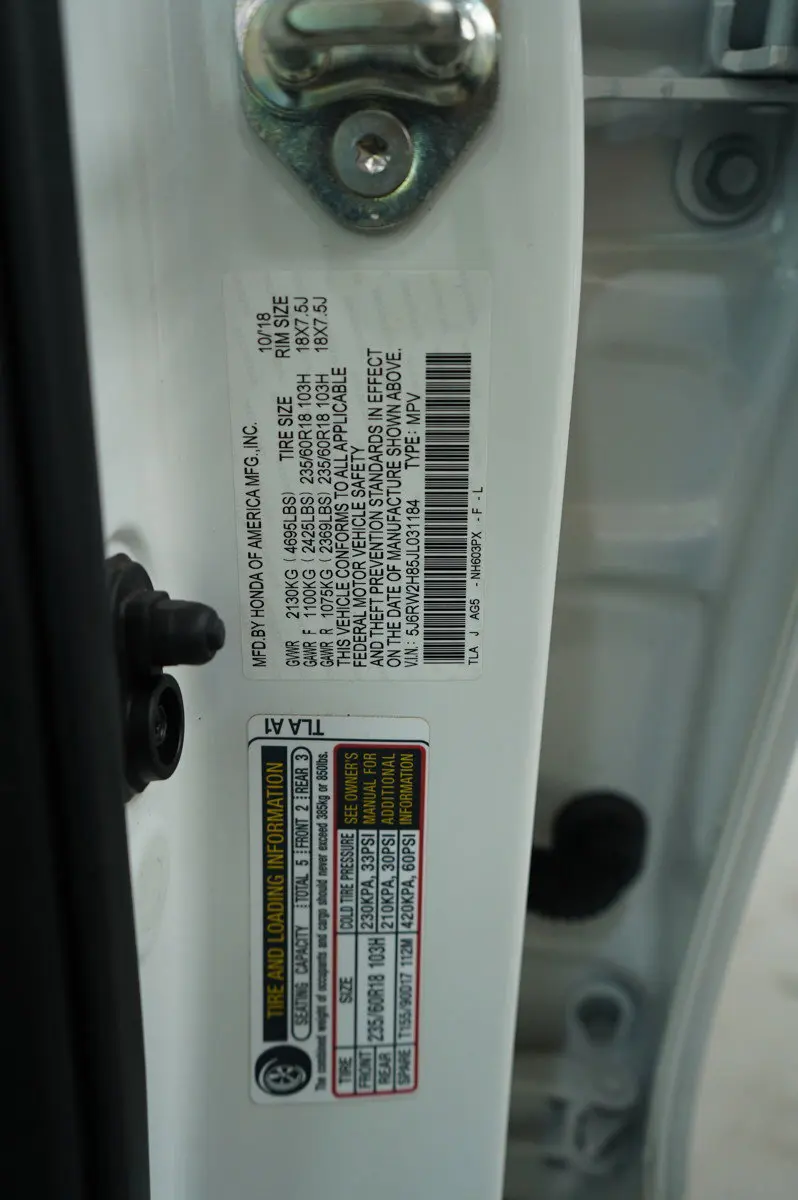 MFD.BY HONDA OF AMERICA MFG.,INC.
10/'18
GVWR 2130KG ( 4695LBS) TIRE SIZE RIM SIZE
GAWR F 1100KG ( 2426LBS) 235/60R18 103H 18X7.5J
GAWR R 1075KG ( 2369LBS) 235/60R18 103H 18X7.5J
THIS VEHICLE CONFORMS TO ALL APPLICABLE
FEDERAL MOTOR VEHICLE SAFETY
AND THEFT PREVENTION STANDARDS IN EFFECT
ON THE DATE OF MANUFACTURE SHOWN ABOVE.
V.I.N.: 5J6RW2H85JL031184 TYPE: MPV
TLA J AG5 - NH603PX - F - L
TLA A1
TIRE AND LOADING INFORMATION
SEATING CAPACITY TOTAL 5 FRONT 2 REAR 3
The combined weight of occupants and cargo should never exceed 385kg or 850lbs.
TIRE SIZE COLD TIRE PRESSURE SEE OWNER'S
FRONT 235/60R18 103H 230KPA, 33PSI MANUAL FOR
REAR 210KPA, 30PSI ADDITIONAL
SPARE T155/90D17 112M 420KPA, 60PSI INFORMATION